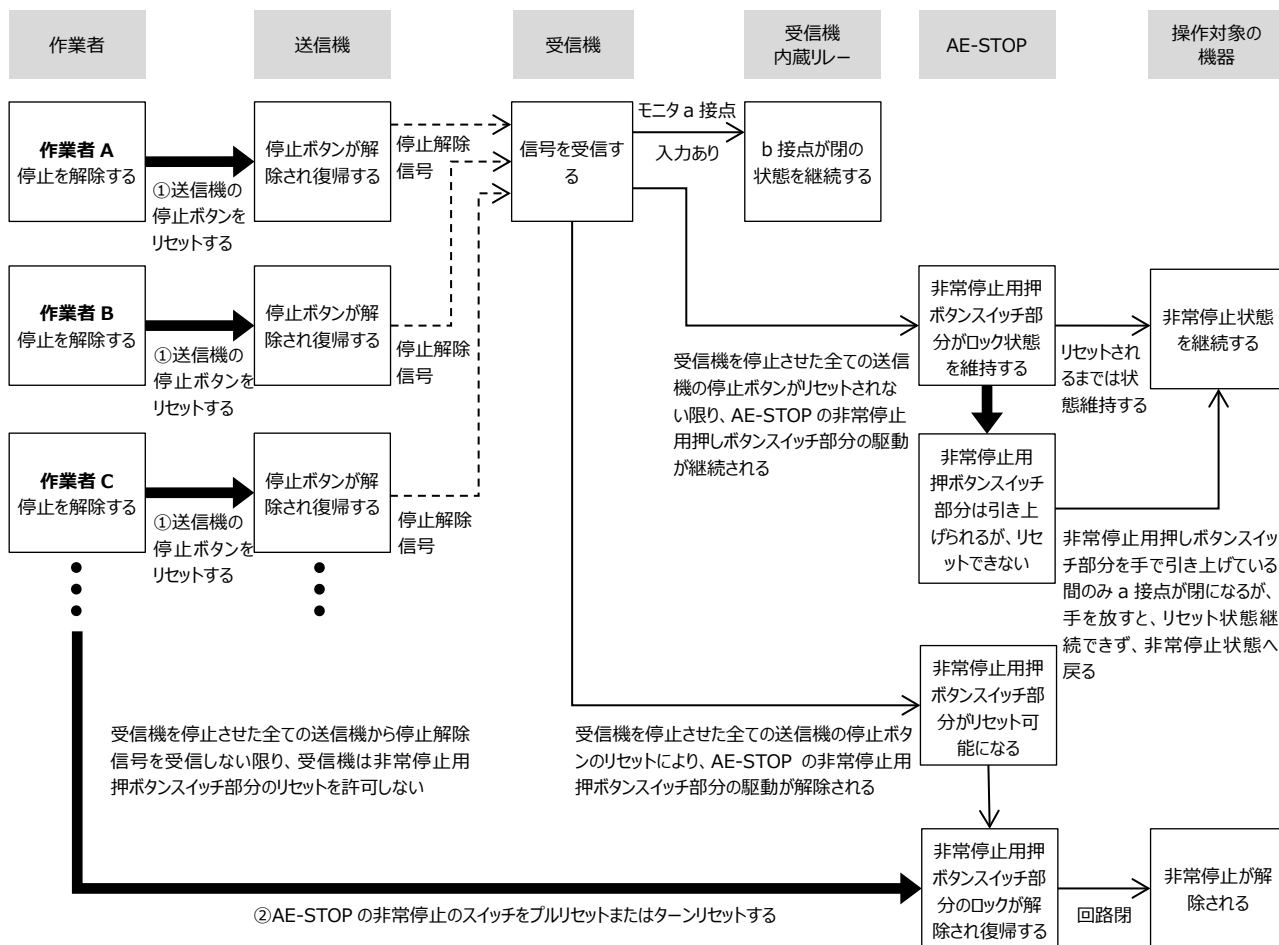 作業者
送信機
受信機
受信機
内蔵リレー
AE-STOP
操作対象の
機器
作業者 A
停止を解除する
①送信機の
停止ボタンを
リセットする
停止ボタンが解
除され復帰する
停止解除
信号
信号を受信す
る
モニタ a 接点
入力あり
b 接点が閉の
状態を継続する
作業者 B
停止を解除する
①送信機の
停止ボタンを
リセットする
停止ボタンが解
除され復帰する
停止解除
信号
受信機を停止させた全ての送信
機の停止ボタンがリセットされな
い限り、AE-STOP の非常停止
用押しボタンスイッチ部分の駆動
が継続される
非常停止用押
ボタンスイッチ部
分がロック状態
を維持する
リセットされ
るまでは状
態維持する
非常停止状態
を継続する
作業者 C
停止を解除する
①送信機の
停止ボタンを
リセットする
停止ボタンが解
除され復帰する
停止解除
信号
非常停止用
押ボタンスイッチ
部分は引き上
げられるが、リセ
ットできない
非常停止用押しボタンスイッ
チ部分を手で引き上げている
間のみ a 接点が閉になるが、
手を放すと、リセット状態継
続できず、非常停止状態へ
戻る
受信機を停止させた全ての送信機から停止解除
信号を受信しない限り、受信機は非常停止用
押ボタンスイッチ部分のリセットを許可しない
受信機を停止させた全ての送信機の停止ボタ
ンのリセットにより、AE-STOP の非常停止用
押ボタンスイッチ部分の駆動が解除される
非常停止用押
ボタンスイッチ部
分がリセット可
能になる
②AE-STOP の非常停止のスイッチをプルリセットまたはターンリセットする
非常停止用押
ボタンスイッチ部
分のロックが解
除され復帰する
回路閉
非常停止が解
除される